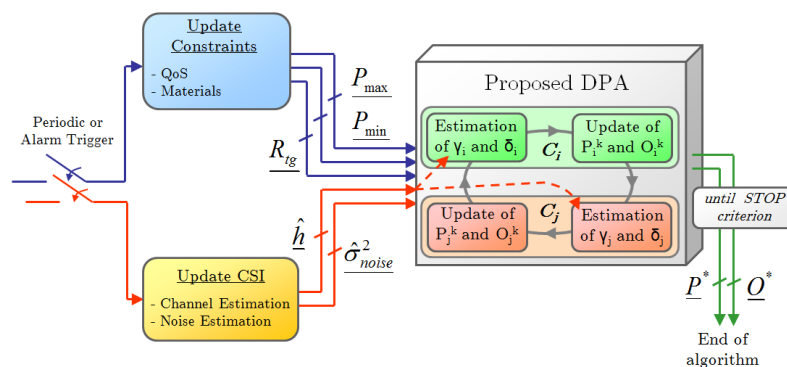 Update
Constraints
- QoS
- Materials
Periodic or
Alarm Trigger
P_max
P_min
R_tg
Proposed DPA
Estimation
of γ_i and δ_i
Update of
P_i^k and O_i^k
C_i
Update of
P_j^k and O_j^k
C_j
Estimation
of γ_j and δ_j
until STOP
criterion
ĥ
σ̂²_noise
Update CSI
- Channel Estimation
- Noise Estimation
P^*
O^*
End of
algorithm